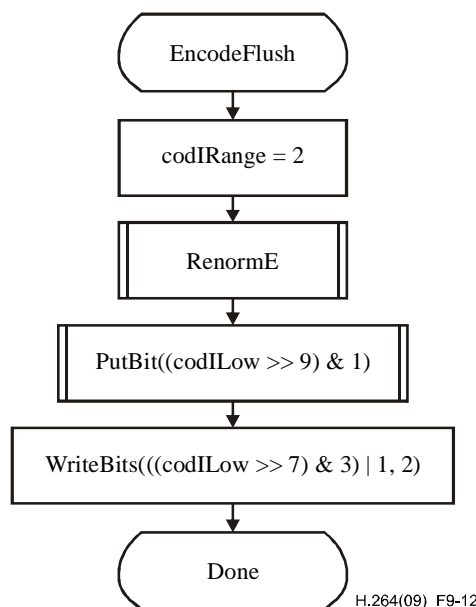 EncodeFlush
codIRange = 2
RenormE
PutBit((codILow >> 9) & 1)
WriteBits(((codILow >> 7) & 3) | 1, 2)
Done
H.264(09)_F9-12